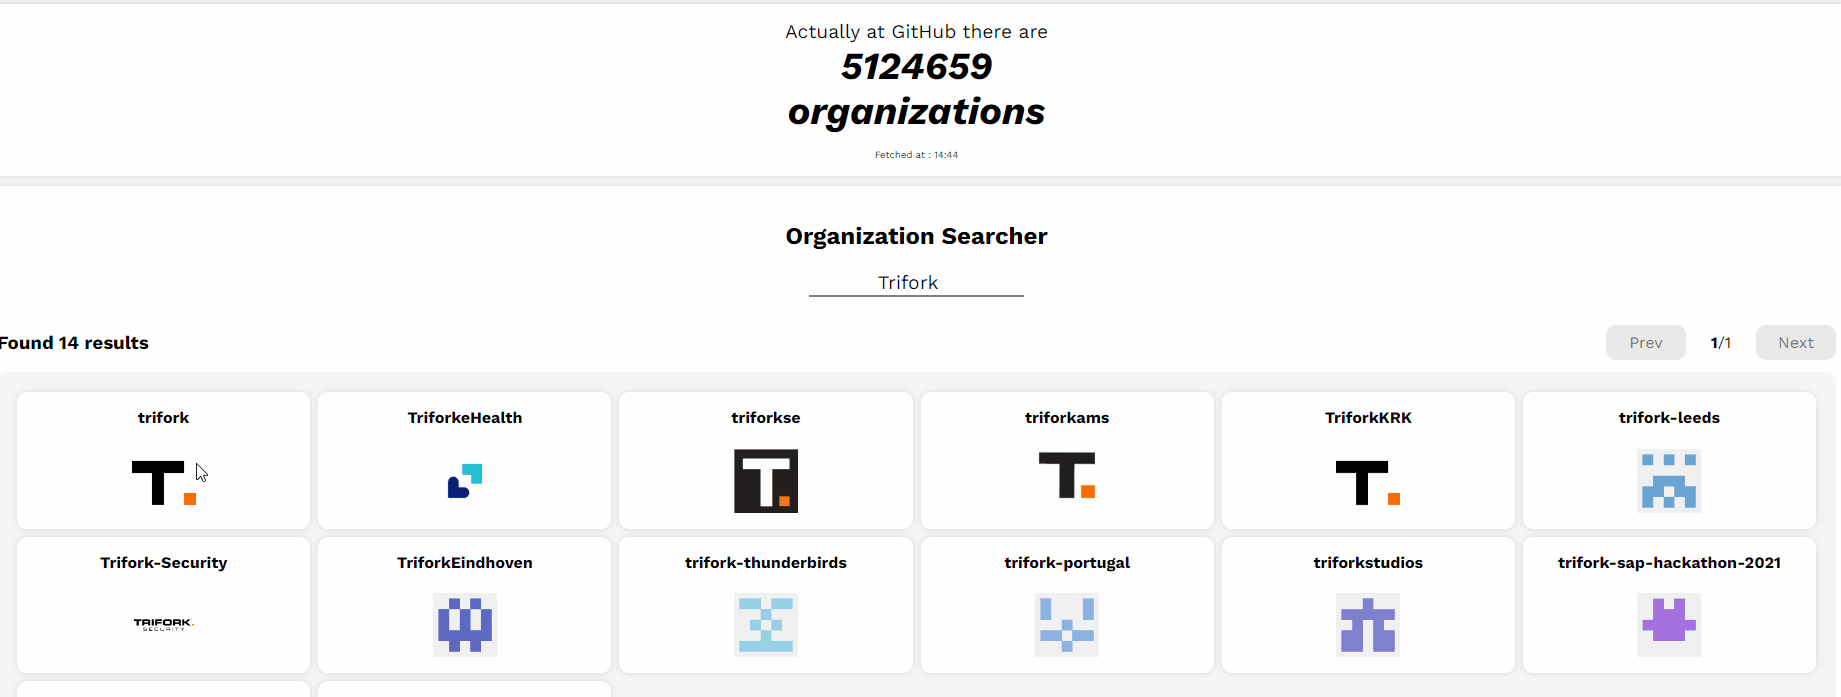 Actually at GitHub there are
5124659
organizations
Fetched at : 14:44
Organization Searcher
Trifork
Found 14 results
Prev 1/1 Next
trifork TriforkeHealth triforkse triforkams TriforkKRK trifork-leeds
T. T. T. T.
Trifork-Security TriforkEindhoven trifork-thunderbirds trifork-portugal triforkstudios trifork-sap-hackathon-2021
TRIFORK.
SECURITY